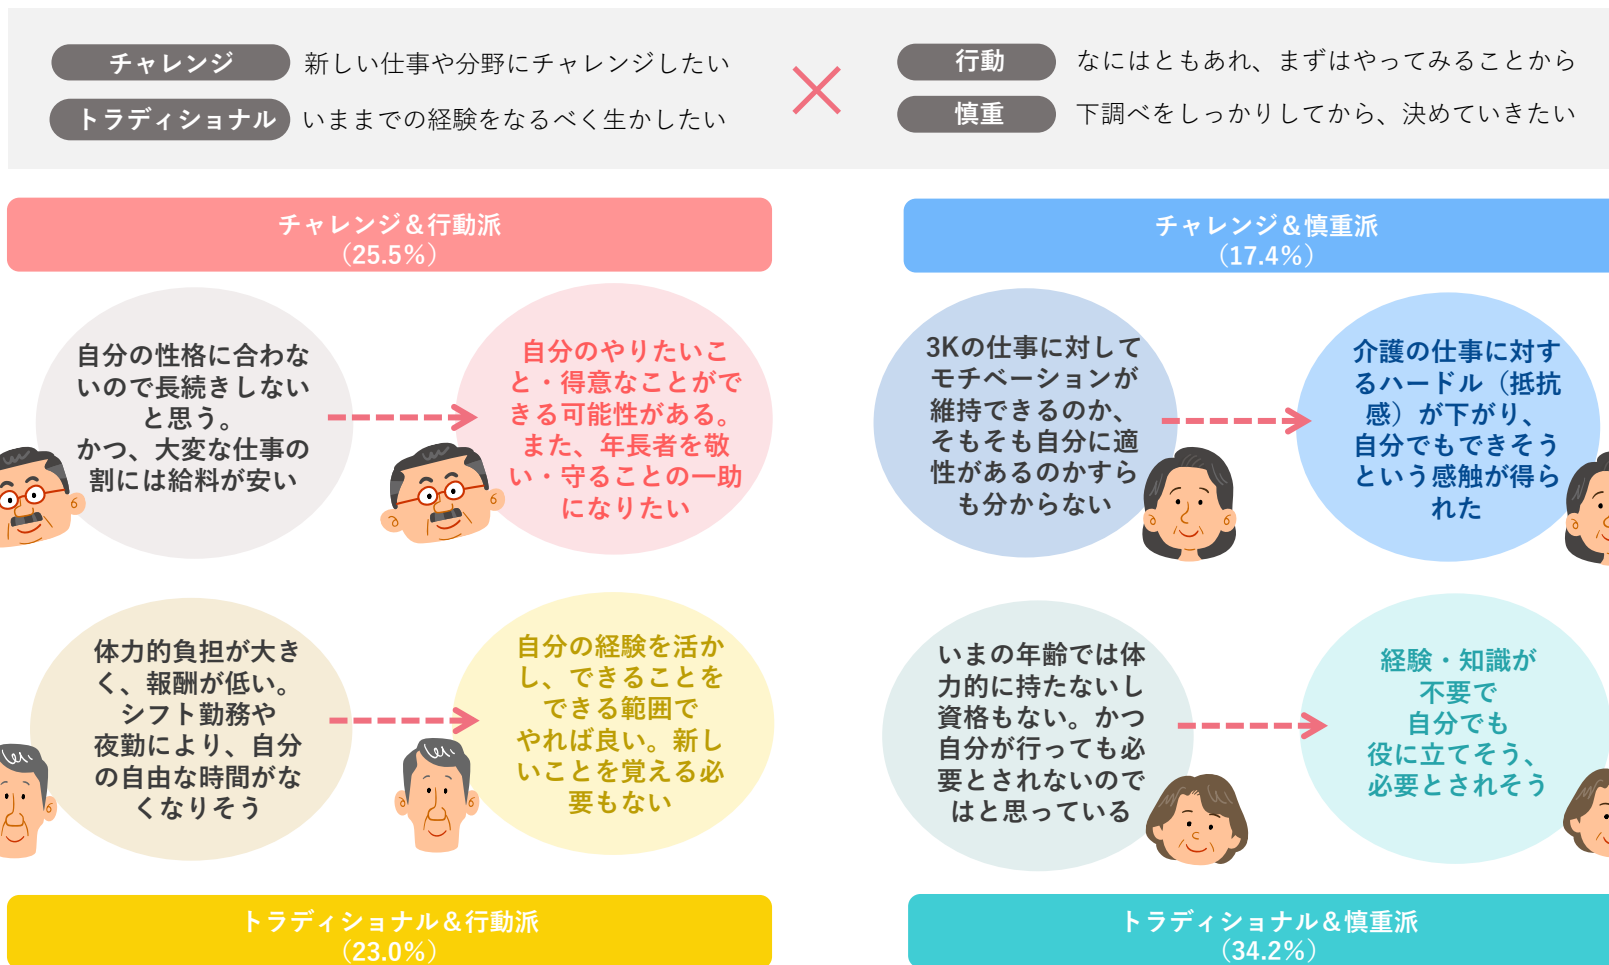 チャレンジ 新しい仕事や分野にチャレンジしたい
トラディショナル いままでの経験をなるべく生かしたい
行動 なにはともあれ、まずはやってみることから
慎重 下調べをしっかりしてから、決めていきたい
チャレンジ＆行動派
（25.5%）
自分の性格に合わな
いので長続きしない
と思う。
かつ、大変な仕事の
割には給料が安い
自分のやりたいこ
と・得意なことがで
きる可能性がある。
また、年長者を敬
い・守ることの一助
になりたい
チャレンジ＆慎重派
（17.4%）
3Kの仕事に対して
モチベーションが
維持できるのか、
そもそも自分に適
性があるのかすら
も分からない
介護の仕事に対す
るハードル（抵抗
感）が下がり、
自分でもできそう
という感触が得ら
れた
体力的負担が大き
く、報酬が低い。
シフト勤務や
夜勤により、自分
の自由な時間がな
くなりそう
自分の経験を活か
し、できることを
できる範囲で
やれば良い。新し
いことを覚える必
要もない
トラディショナル＆行動派
（23.0%）
いまの年齢では体
力的に持たないし
資格もない。かつ
自分が行っても必
要とされないので
はと思っている
経験・知識が
不要で
自分でも
役に立てそう、
必要とされそう
トラディショナル＆慎重派
（34.2%）